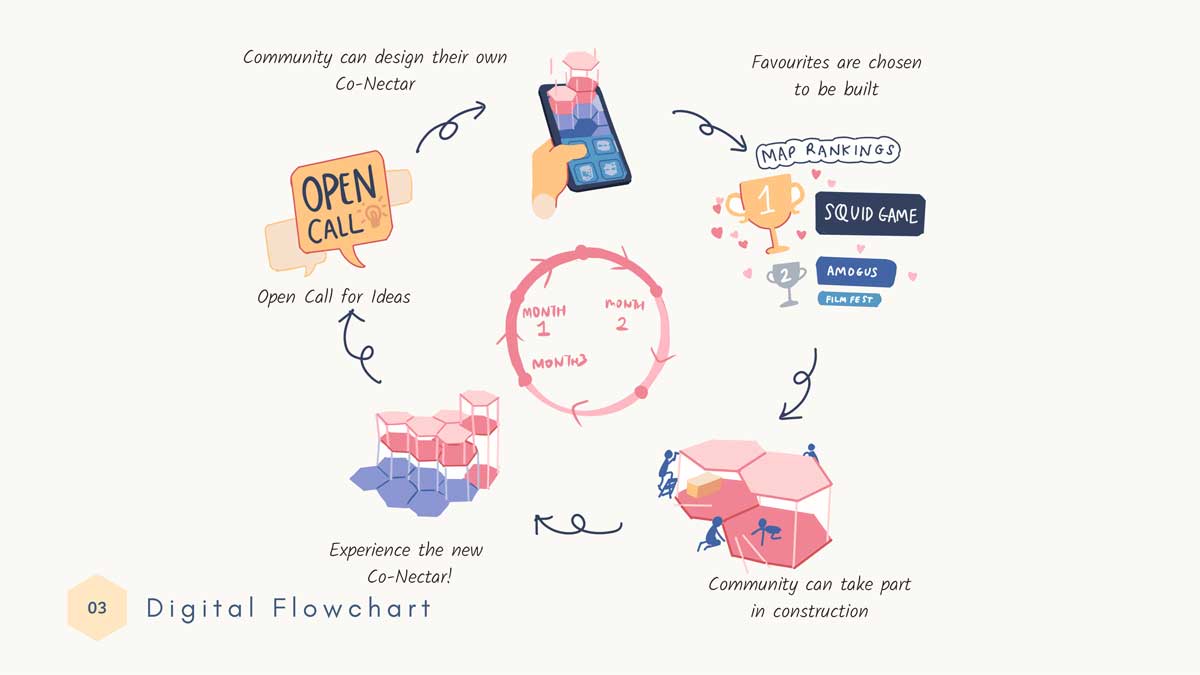 Community can design their own
Co-Nectar
Favourites are chosen
to be built
MAP RANKINGS
1
SQUID GAME
2
AMOGUS
FILM FEST
OPEN
CALL
Open Call for Ideas
MONTH
1
MONTH
2
MONTH3
Experience the new
Co-Nectar!
Community can take part
in construction
03
Digital Flowchart